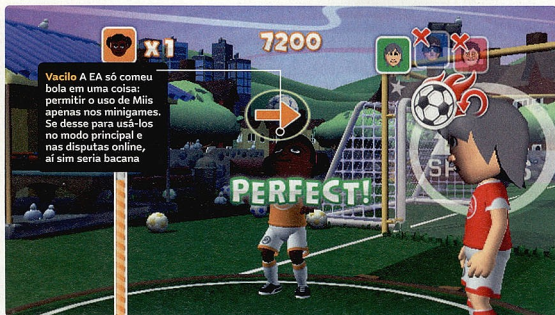 x1
7200
Vacilo A EA só comeu
bola em uma coisa:
permitir o uso de Miis
apenas nos minigames.
Se desse para usá-los
no modo principal e
nas disputas online,
aí sim seria bacana
PERFECT!